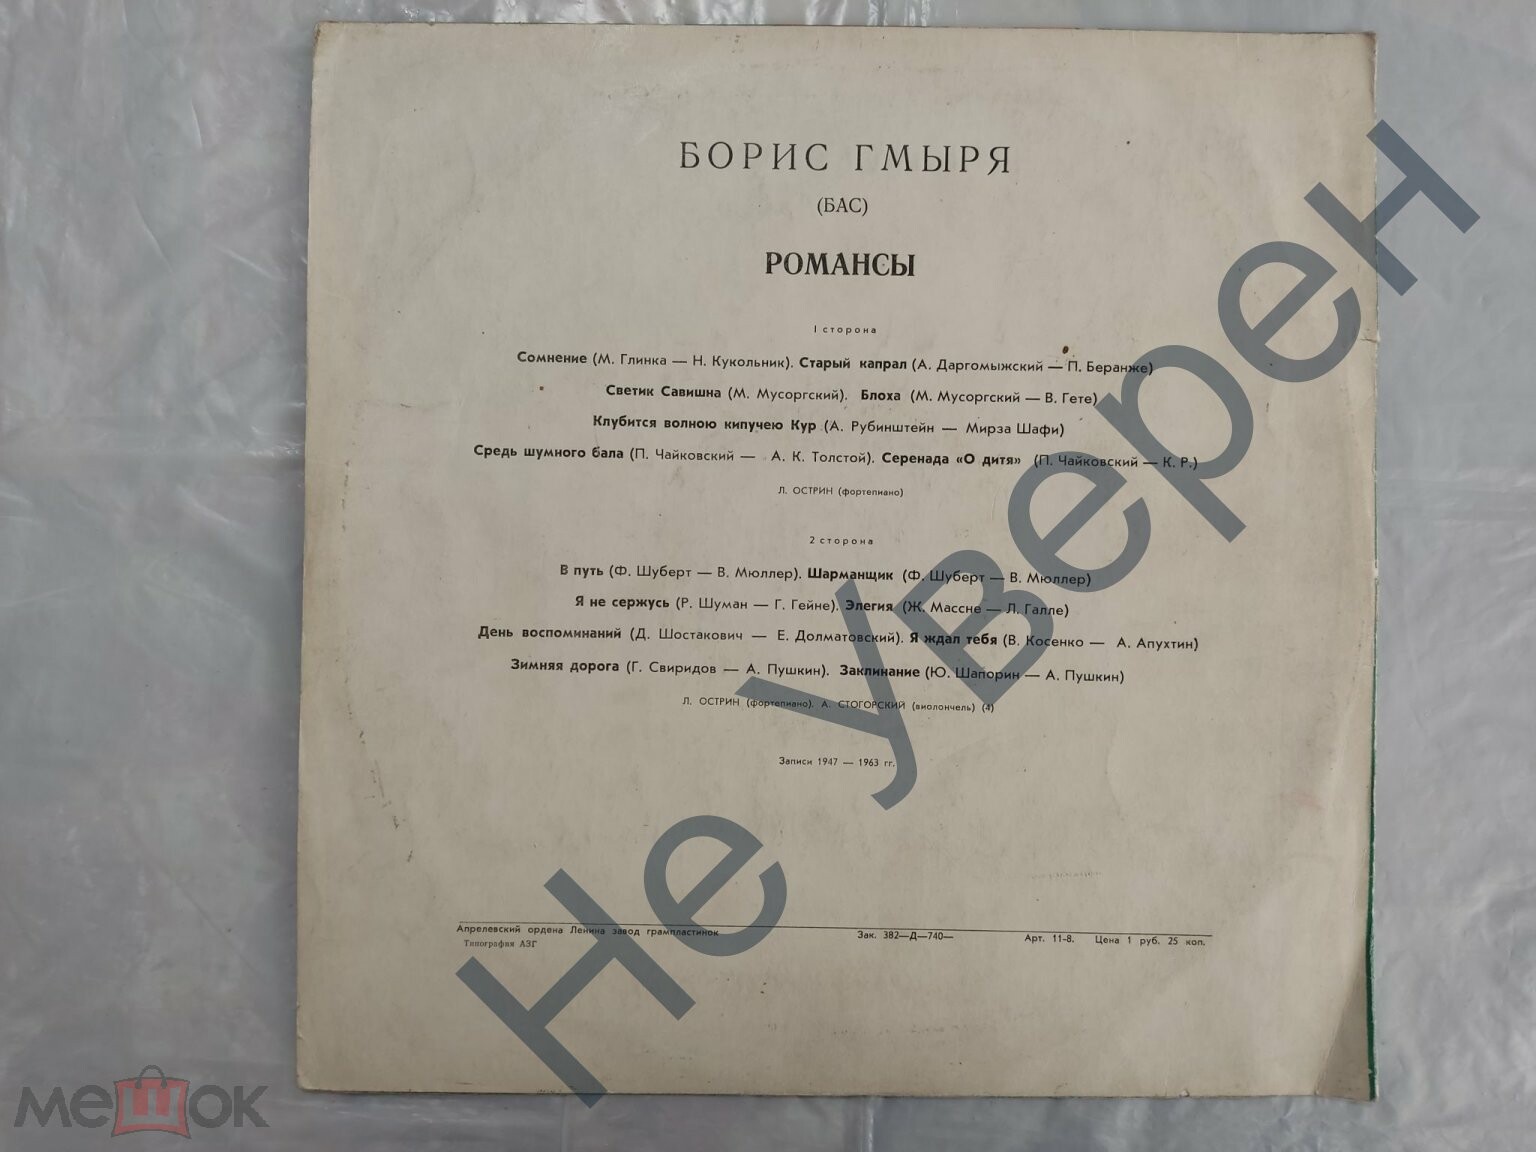 БОРИС ГМЫРЯ
(БАС)
РОМАНСЫ
1 сторона
Сомнение (М. Глинка — Н. Кукольник). Старый капрал (А. Даргомыжский — П. Беранже)
Светик Савишна (М. Мусоргский). Блоха (М. Мусоргский — В. Гете)
Клубится волною кипучею Кур (А. Рубинштейн — Мирза Шафи)
Средь шумного бала (П. Чайковский — А. К. Толстой). Серенада «О дитя» (П. Чайковский — К. Р.)
Л. ОСТРИН (фортепиано)
2 сторона
В путь (Ф. Шуберт — В. Мюллер). Шарманщик (Ф. Шуберт — В. Мюллер)
Я не сержусь (Р. Шуман — Г. Гейне). Элегия (Ж. Массне — Л. Галле)
День воспоминаний (Д. Шостакович — Е. Долматовский). Я ждал тебя (В. Косенко — А. Апухтин)
Зимняя дорога (Г. Свиридов — А. Пушкин). Заклинание (Ю. Шапорин — А. Пушкин)
Л. ОСТРИН (фортепиано). А. СТОГОРСКИЙ (виолончель) (4)
Записи 1947 — 1963 гг.
Апрелевский ордена Ленина завод грампластинок Зак. 382—Д—740— Арт. 11-8. Цена 1 руб. 25 коп.
Типография АЗГ
Не уверен
мешок